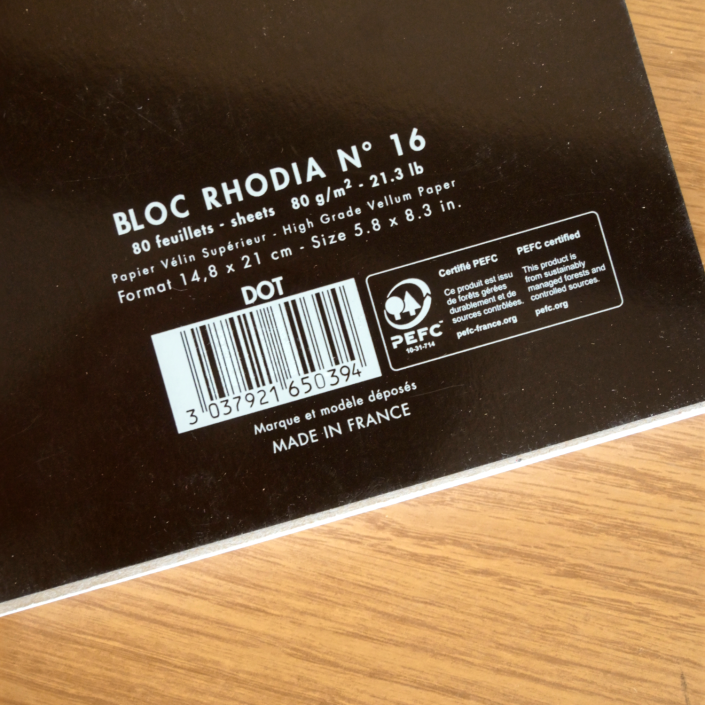 BLOC RHODIA N° 16
80 feuillets - sheets 80 g/m² - 21.3 lb
Papier Vélin Supérieur - High Grade Vellum Paper
Format 14,8 x 21 cm - Size 5.8 x 8.3 in.
DOT
3 037921 650394
PEFC™
10-31-714
Certifié PEFC
Ce produit est issu
de forêts gérées
durablement et de
sources contrôlées.
pefc-france.org
PEFC certified
This product is
from sustainably
managed forests and
controlled sources.
pefc.org
Marque et modèle déposés
MADE IN FRANCE